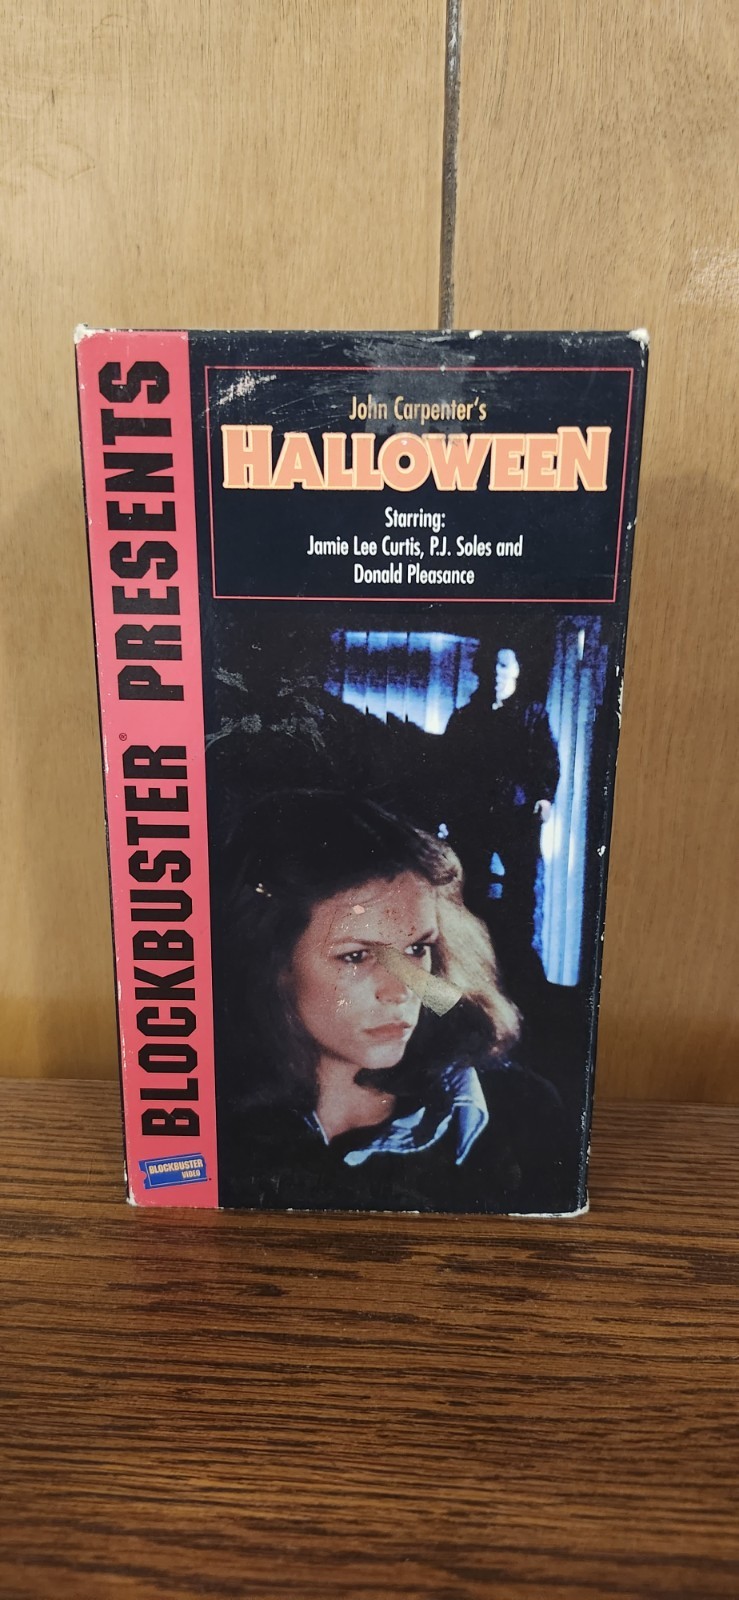 BLOCKBUSTER® PRESENTS
John Carpenter's
HALLOWEEN
Starring:
Jamie Lee Curtis, P.J. Soles and
Donald Pleasance
BLOCKBUSTER
VIDEO